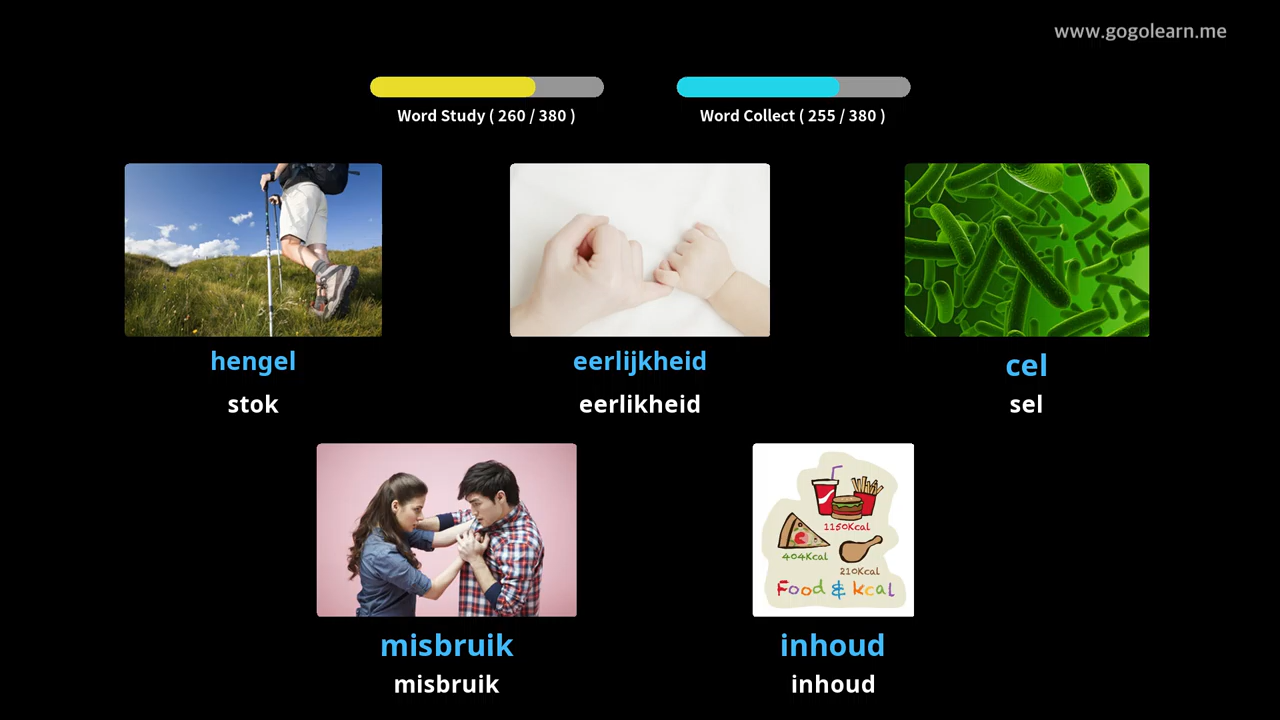 www.gogolearn.me
Word Study ( 260 / 380 )
Word Collect ( 255 / 380 )
hengel
stok
eerlijkheid
eerlikheid
cel
sel
1150Kcal
404Kcal
210Kcal
Food & kcal
misbruik
misbruik
inhoud
inhoud